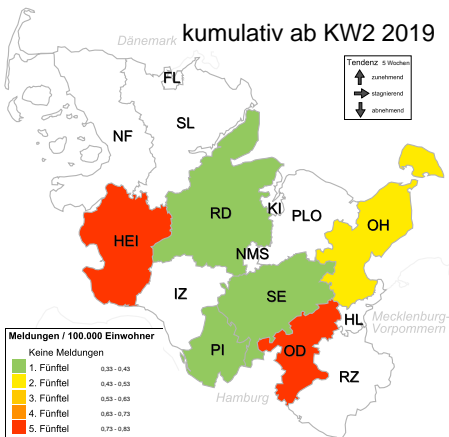 kumulativ ab KW2 2019
Dänemark
Tendenz 5 Wochen
zunehmend
stagnierend
abnehmend
FL
SL
NF
RD
KI
PLO
OH
HEI
NMS
IZ
SE
HL
Mecklenburg-
Vorpommern
PI
OD
RZ
Hamburg
Meldungen / 100.000 Einwohner
Keine Meldungen
1. Fünftel 0,33 - 0,43
2. Fünftel 0,43 - 0,53
3. Fünftel 0,53 - 0,63
4. Fünftel 0,63 - 0,73
5. Fünftel 0,73 - 0,83